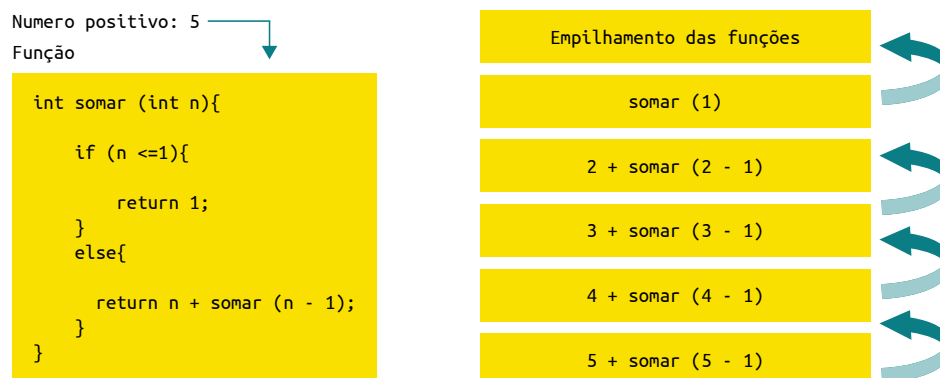 Numero positivo: 5
Função
int somar (int n){
if (n <=1){
return 1;
}
else{
return n + somar (n - 1);
}
}
Empilhamento das funções
somar (1)
2 + somar (2 - 1)
3 + somar (3 - 1)
4 + somar (4 - 1)
5 + somar (5 - 1)